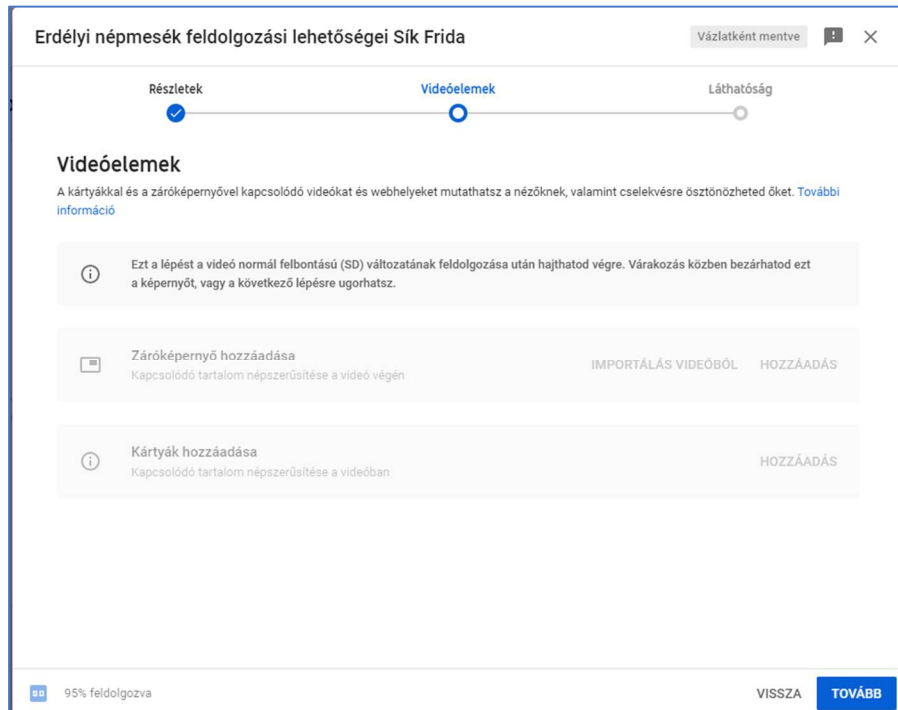 Erdélyi népmesék feldolgozási lehetőségei Sík Frida
Vázlatként mentve
Részletek
Videóelemek
Láthatóság
Videóelemek
A kártyákkal és a záróképernyővel kapcsolódó videókat és webhelyeket mutathatsz a nézőknek, valamint cselekvésre ösztönözheted őket. További
információ
Ezt a lépést a videó normál felbontású (SD) változatának feldolgozása után hajthatod végre. Várakozás közben bezárhatod ezt
a képernyőt, vagy a következő lépésre ugorhatsz.
Záróképernyő hozzáadása
Kapcsolódó tartalom népszerűsítése a videó végén
IMPORTÁLÁS VIDEÓBÓL
HOZZÁADÁS
Kártyák hozzáadása
Kapcsolódó tartalom népszerűsítése a videóban
HOZZÁADÁS
SD
95% feldolgozva
VISSZA
TOVÁBB